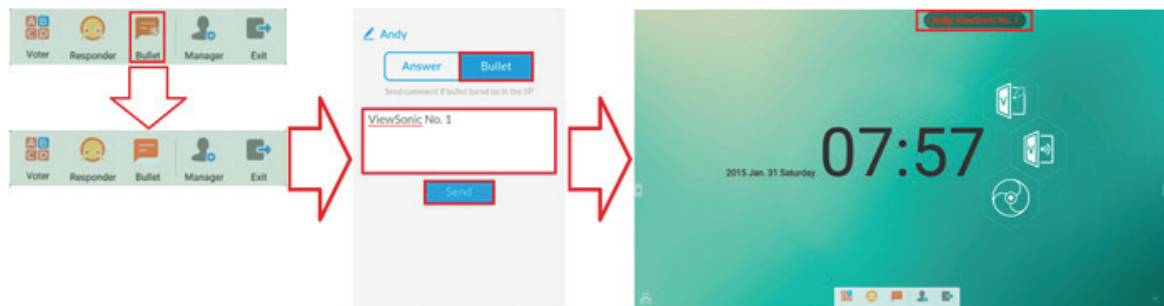 A B
C D
Voter Responder Bullet Manager Exit
A B
C D
Voter Responder Bullet Manager Exit
Andy
Answer Bullet
Send comment if bullet turnd on in the IIP
ViewSonic No. 1
Send
Andy: ViewSonic No. 1
2015 Jan. 31 Saturday 07:57